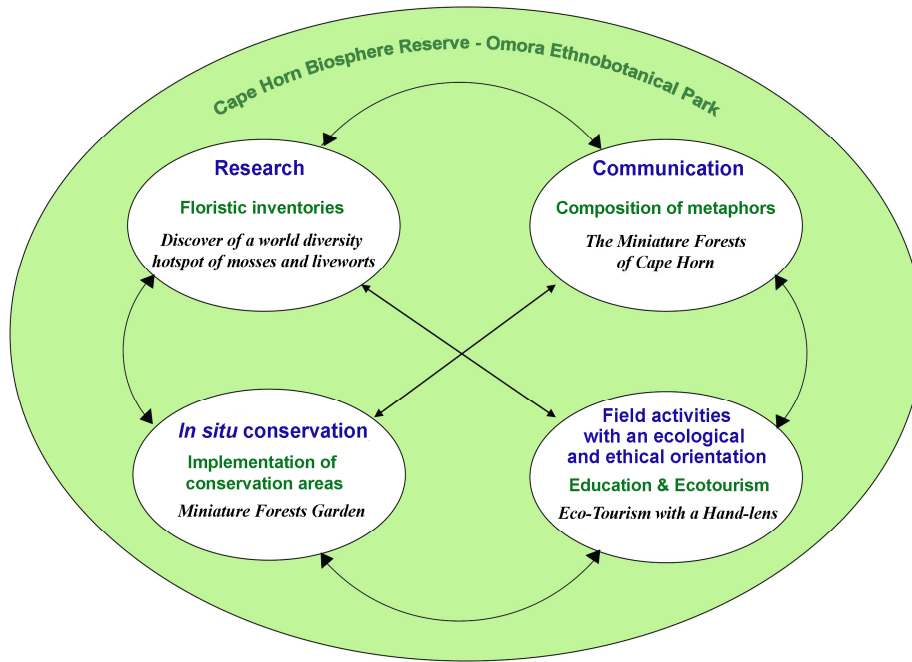 Cape Horn Biosphere Reserve - Omora Ethnobotanical Park
Research
Floristic inventories
Discover of a world diversity
hotspot of mosses and liveworts
Communication
Composition of metaphors
The Miniature Forests
of Cape Horn
In situ conservation
Implementation of
conservation areas
Miniature Forests Garden
Field activities
with an ecological
and ethical orientation
Education & Ecotourism
Eco-Tourism with a Hand-lens